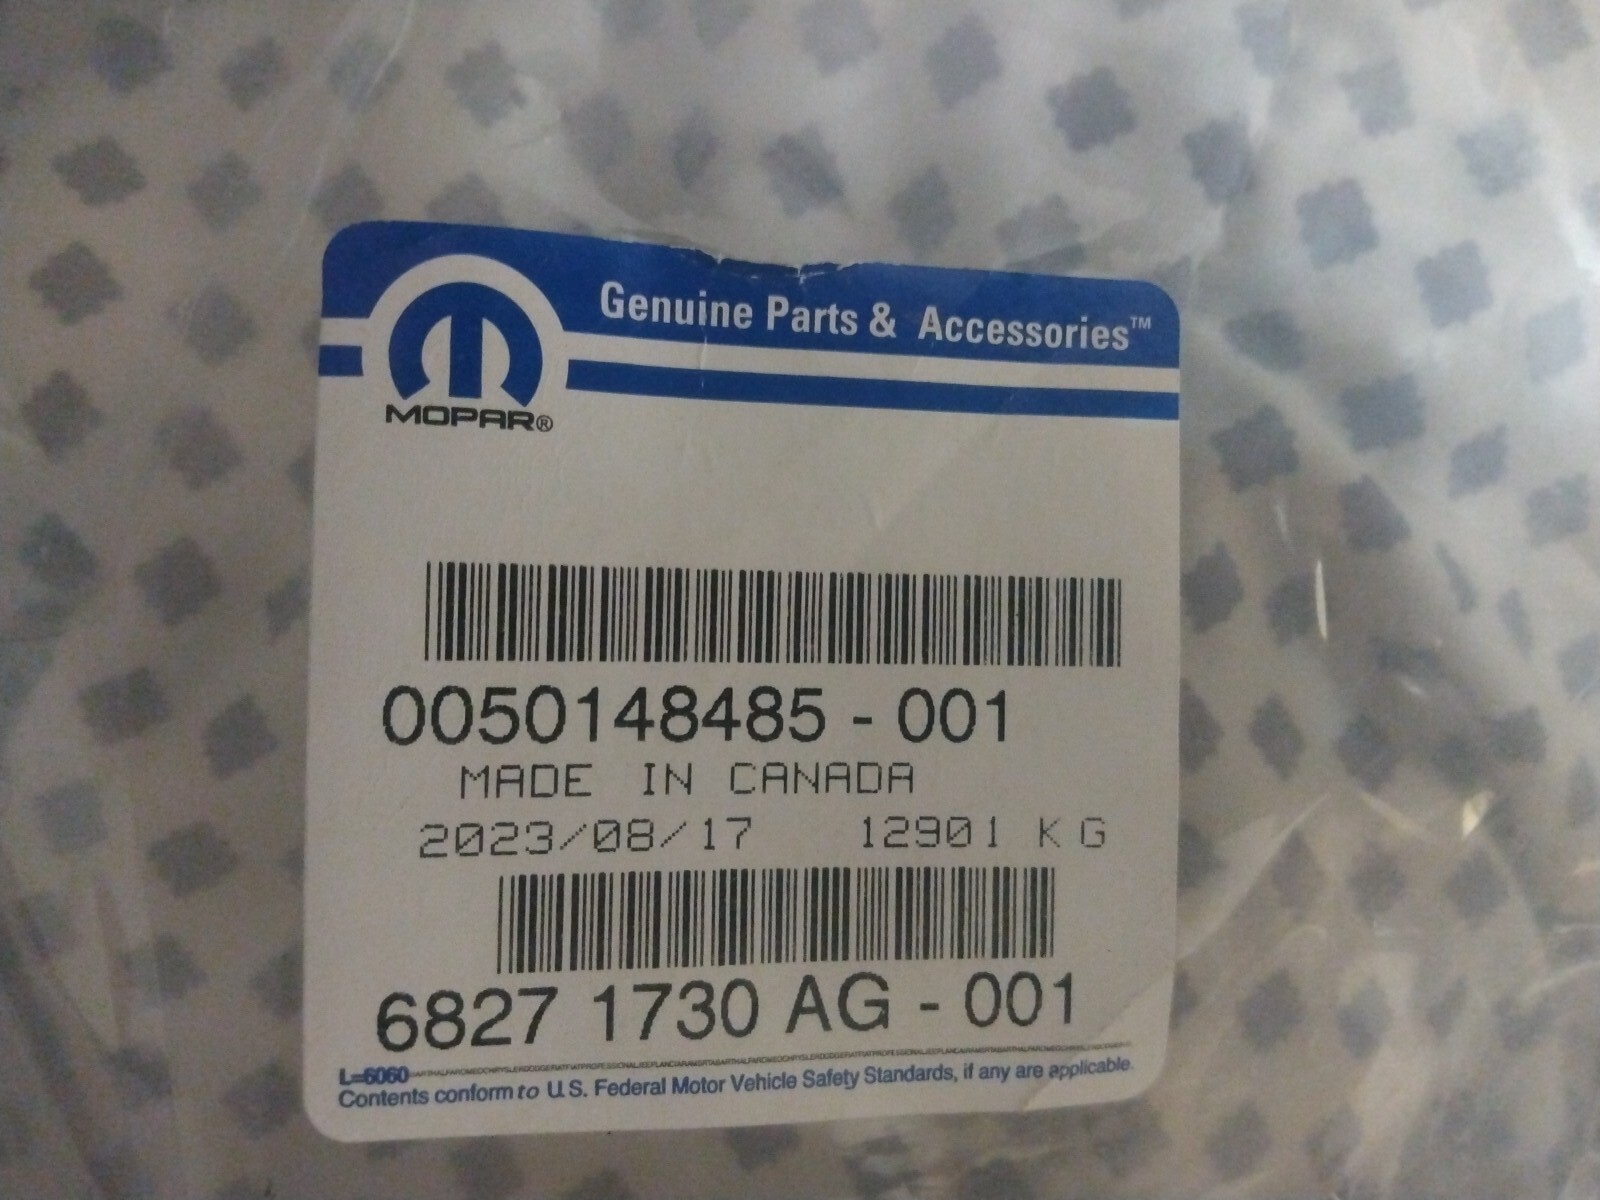 Genuine Parts & Accessories™
MOPAR®
0050148485 - 001
MADE IN CANADA
2023/08/17 12901 KG
6827 1730 AG - 001
L=6060
Contents conform to U.S. Federal Motor Vehicle Safety Standards, if any are applicable.